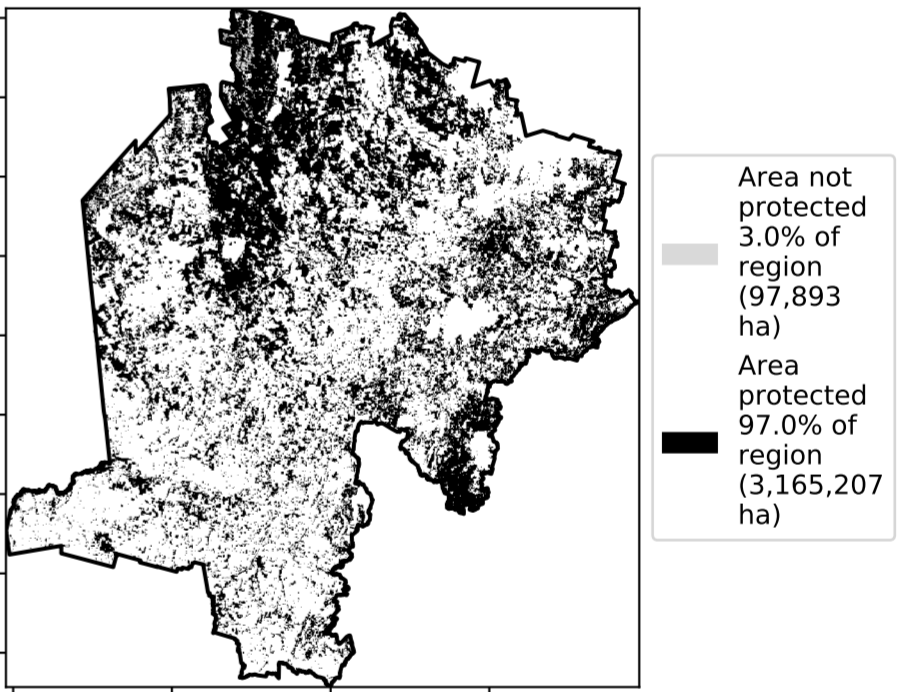 Area not
protected
3.0% of
region
(97,893
ha)
Area
protected
97.0% of
region
(3,165,207
ha)